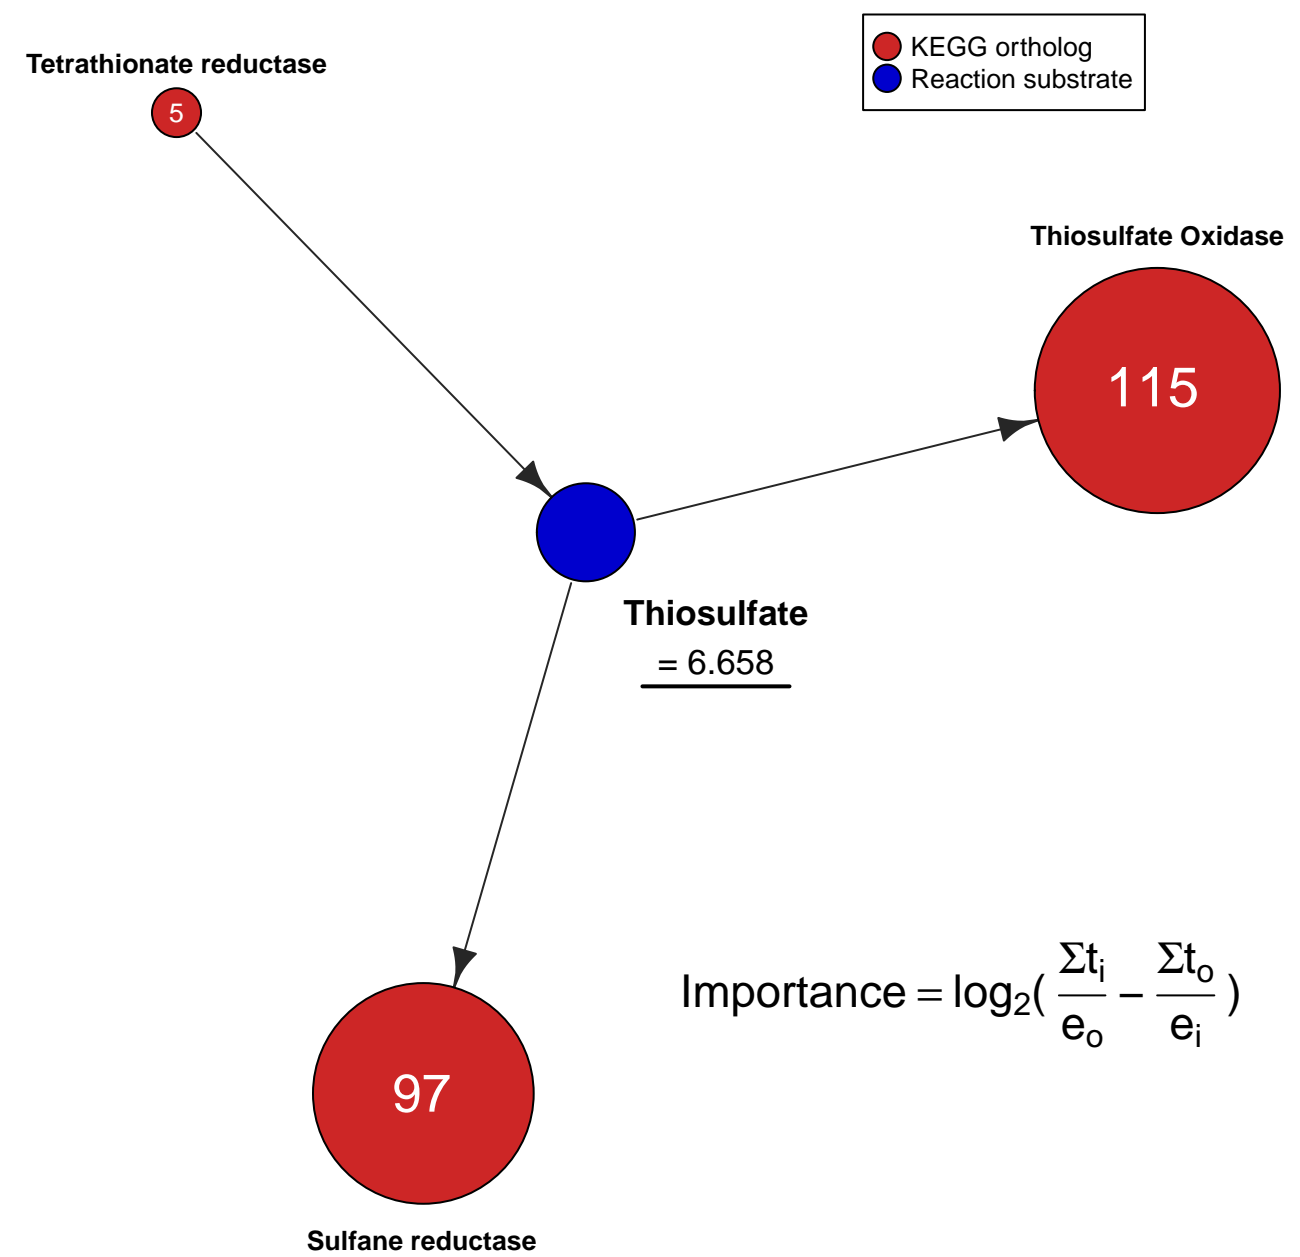 KEGG ortholog
Reaction substrate
Tetrathionate reductase
5
Thiosulfate Oxidase
115
Thiosulfate
= 6.658
Importance = log₂( Σtᵢ/eₒ − Σtₒ/eᵢ )
97
Sulfane reductase